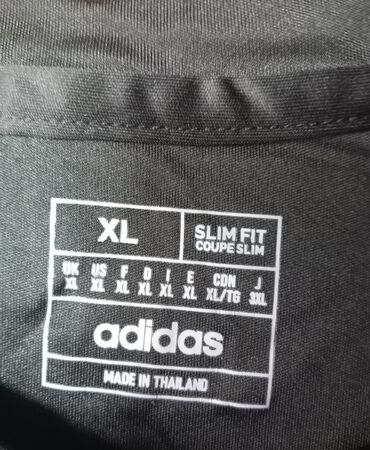 XL
SLIM FIT
COUPE SLIM
UK US F D I E CDN J
XL XL XL XL XL XL XL/TG 3XL
adidas
MADE IN THAILAND